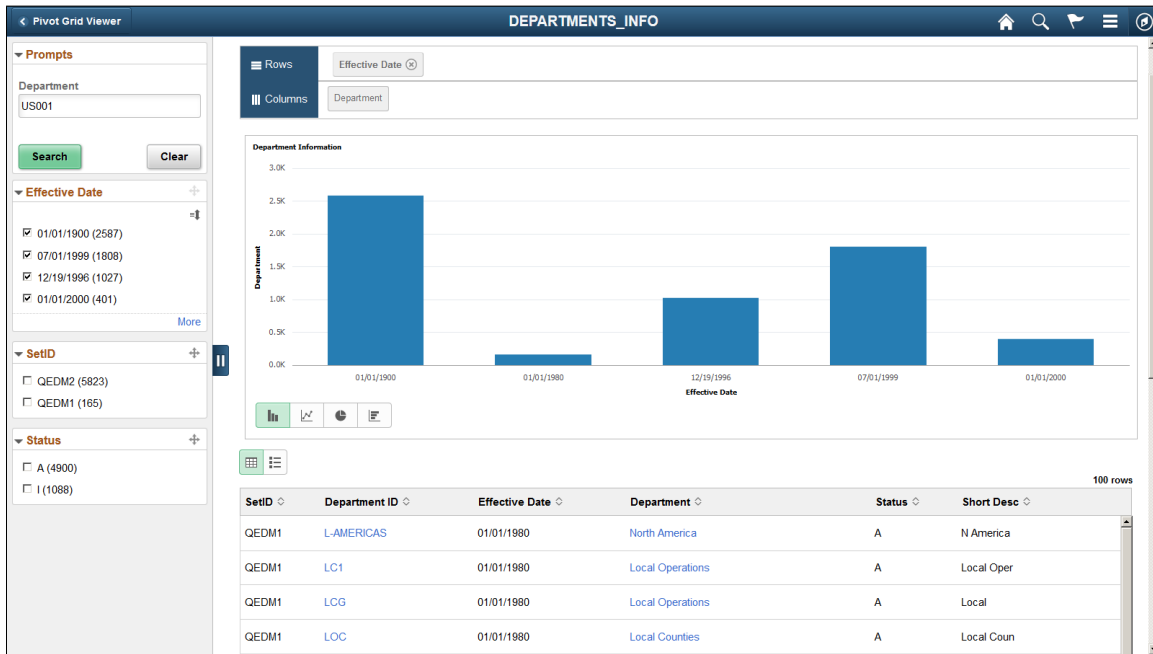 Pivot Grid Viewer
DEPARTMENTS_INFO
Prompts
Department
US001
Search
Clear
Effective Date
01/01/1900 (2587)
07/01/1999 (1808)
12/19/1996 (1027)
01/01/2000 (401)
More
SetID
QEDM2 (5823)
QEDM1 (165)
Status
A (4900)
I (1088)
Rows
Effective Date
Columns
Department
Department Information
3.0K
2.5K
2.0K
1.5K
1.0K
0.5K
0.0K
Department
01/01/1900 01/01/1980 12/19/1996 07/01/1999 01/01/2000
Effective Date
100 rows
SetID Department ID Effective Date Department Status Short Desc
QEDM1 L-AMERICAS 01/01/1980 North America A N America
QEDM1 LC1 01/01/1980 Local Operations A Local Oper
QEDM1 LCG 01/01/1980 Local Operations A Local
QEDM1 LOC 01/01/1980 Local Counties A Local Coun